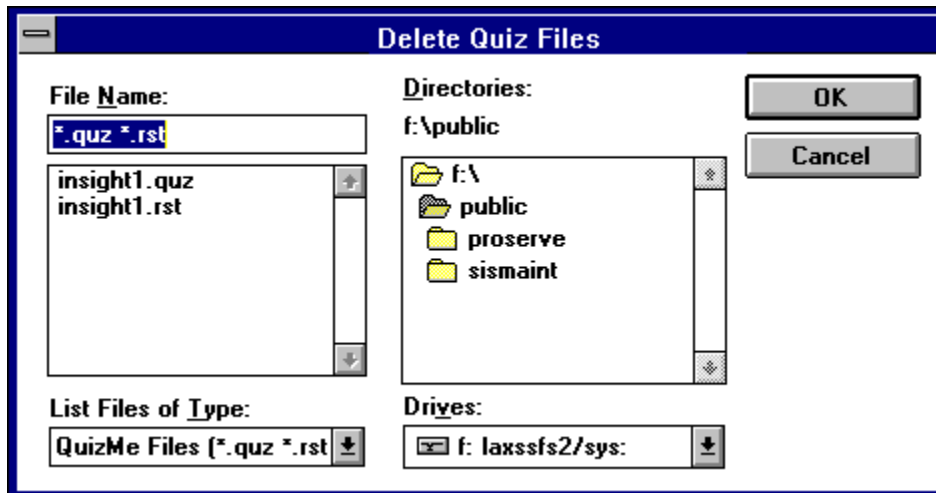 Delete Quiz Files
File Name:
*.quz *.rst
insight1.quz
insight1.rst
List Files of Type:
QuizMe Files (*.quz *.rst
Directories:
f:\public
f:\
public
proserve
sismaint
Drives:
f: laxssfs2/sys:
OK
Cancel